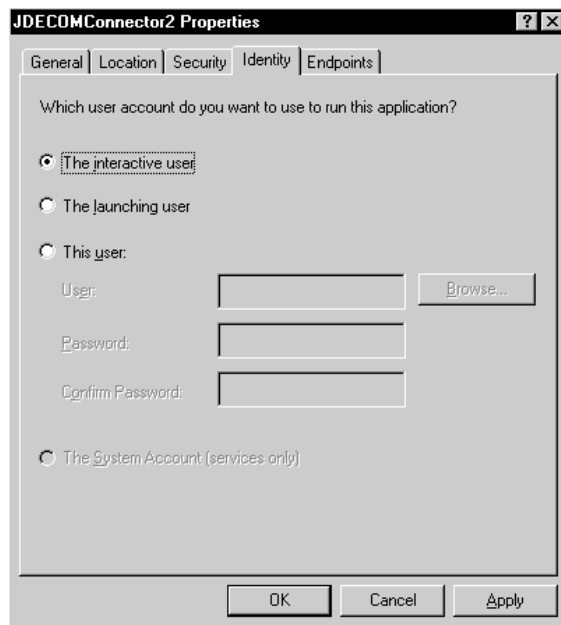 JDECOMConnector2 Properties
General Location Security Identity Endpoints
Which user account do you want to use to run this application?
The interactive user
The launching user
This user:
User:
Browse...
Password:
Confirm Password:
The System Account (services only)
OK Cancel Apply